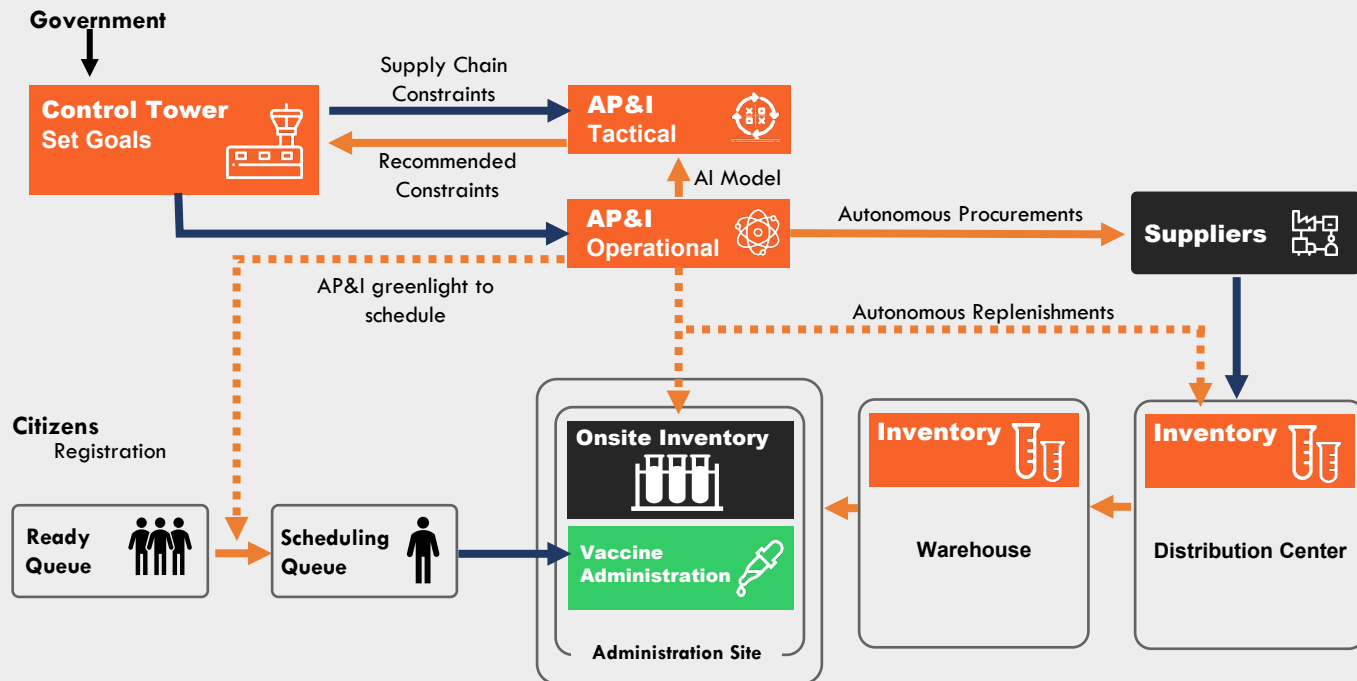 Government
Control Tower
Set Goals
Supply Chain
Constraints
Recommended
Constraints
AP&I
Tactical
AI Model
AP&I
Operational
Autonomous Procurements
Suppliers
AP&I greenlight to
schedule
Autonomous Replenishments
Citizens
Registration
Ready
Queue
Scheduling
Queue
Onsite Inventory
Vaccine
Administration
Administration Site
Inventory
Warehouse
Inventory
Distribution Center